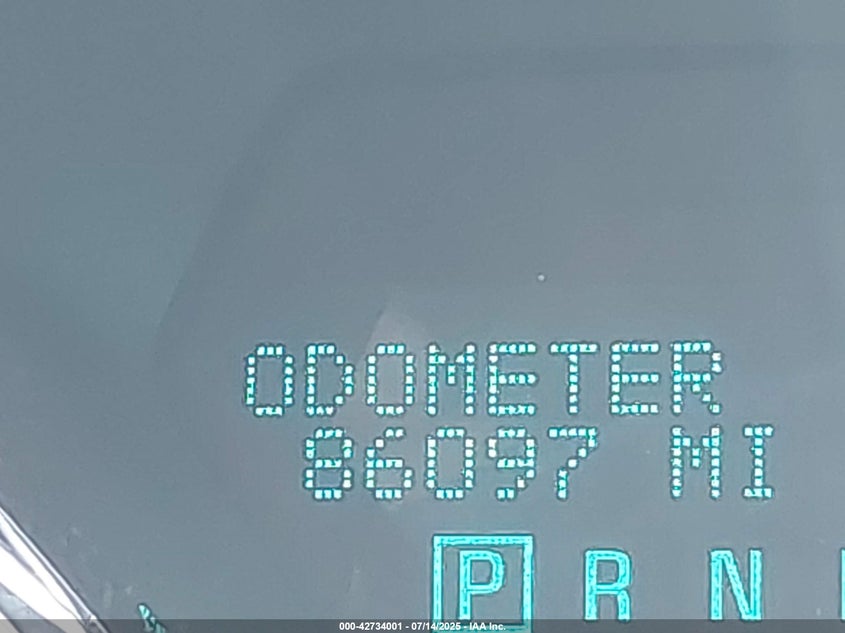 ODOMETER
86097 MI
P R N
000-42734001 - 07/14/2025 - IAA Inc.